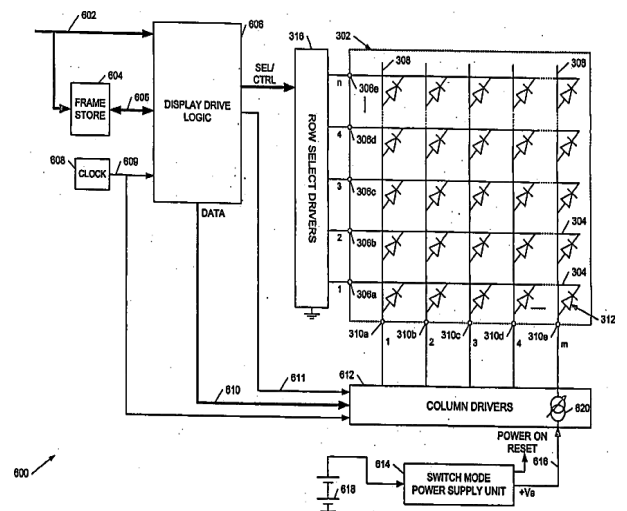 602
606
316
302
SEL/
CTRL
308
308
604
FRAME
STORE
605
DISPLAY DRIVE
LOGIC
608
CLOCK
609
DATA
ROW SELECT DRIVERS
n
306e
4
306d
3
306c
2
306b
304
1
306a
304
312
310a
310b
310c
310d
310e
1
2
3
4
m
612
611
610
COLUMN DRIVERS
620
POWER ON
RESET
616
614
SWITCH MODE
POWER SUPPLY UNIT
+Vs
618
600